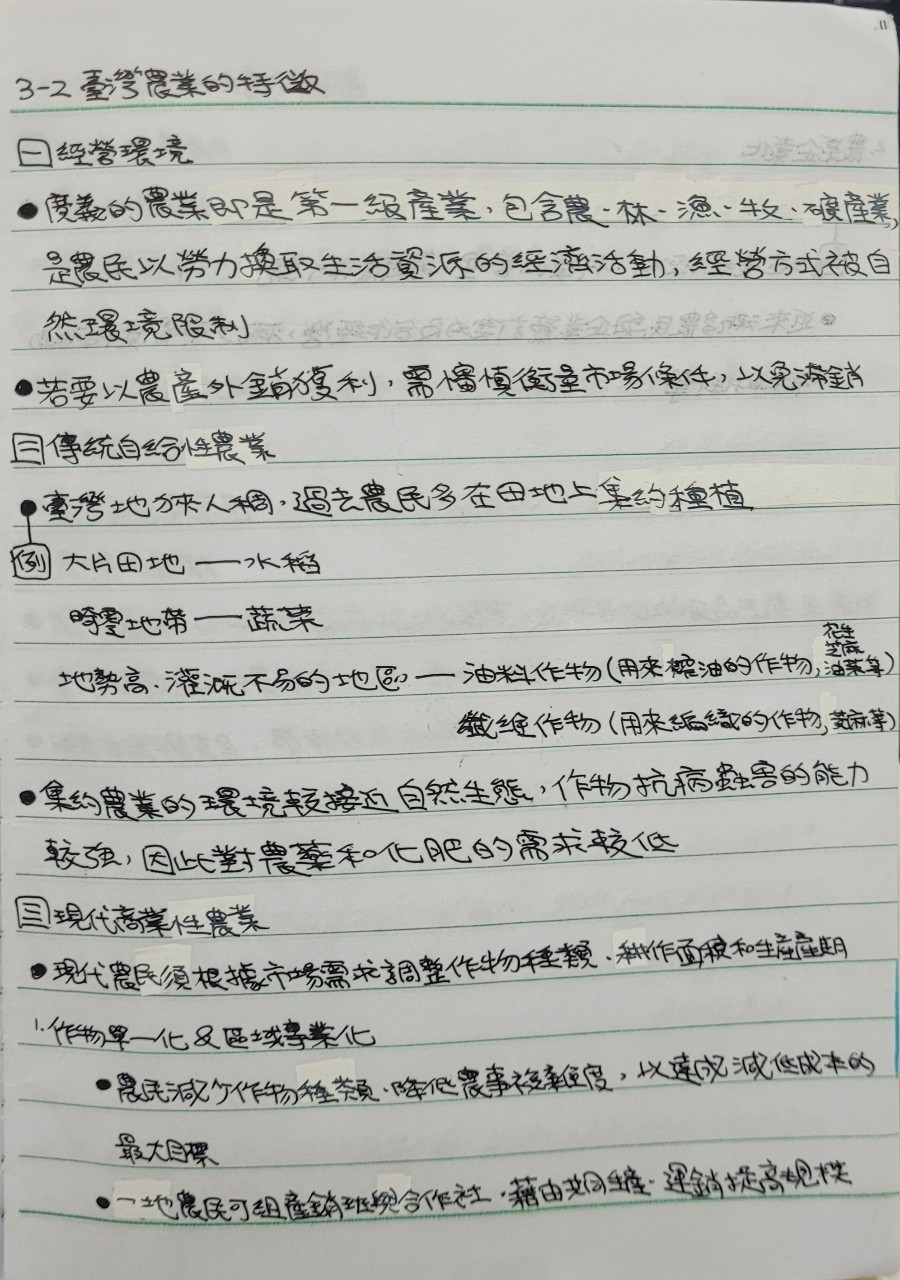 11
3-2 臺灣農業的特徵
㊀經營環境
●廣義的農業即是第一級產業,包含農、林、漁、牧、礦產業,
是農民以勞力換取生活資源的經濟活動,經營方式被自
然環境限制
●若要以農產外銷獲利,需審慎衡量市場條件,以免滯銷
㊁傳統自給性農業
●臺灣地狹人稠,過去農民多在田地上集約種植
例 大片田地——水稻
畸零地帶——蔬菜
地勢高、灌溉不易的地區——油料作物(用來榨油的作物,花生芝麻油菜等)
纖維作物(用來編織的作物,黃麻等)
●集約農業的環境較接近自然生態,作物抗病蟲害的能力
較強,因此對農藥和化肥的需求較低
㊂現代商業性農業
●現代農民須根據市場需求調整作物種類、耕作面積和生產期
1.作物單一化及區域專業化
●農民減少作物種類、降低農事複雜度,以達成減低成本的
最大目標
●一地農民可組產銷班與合作社,藉由共同生產、運銷提高規模